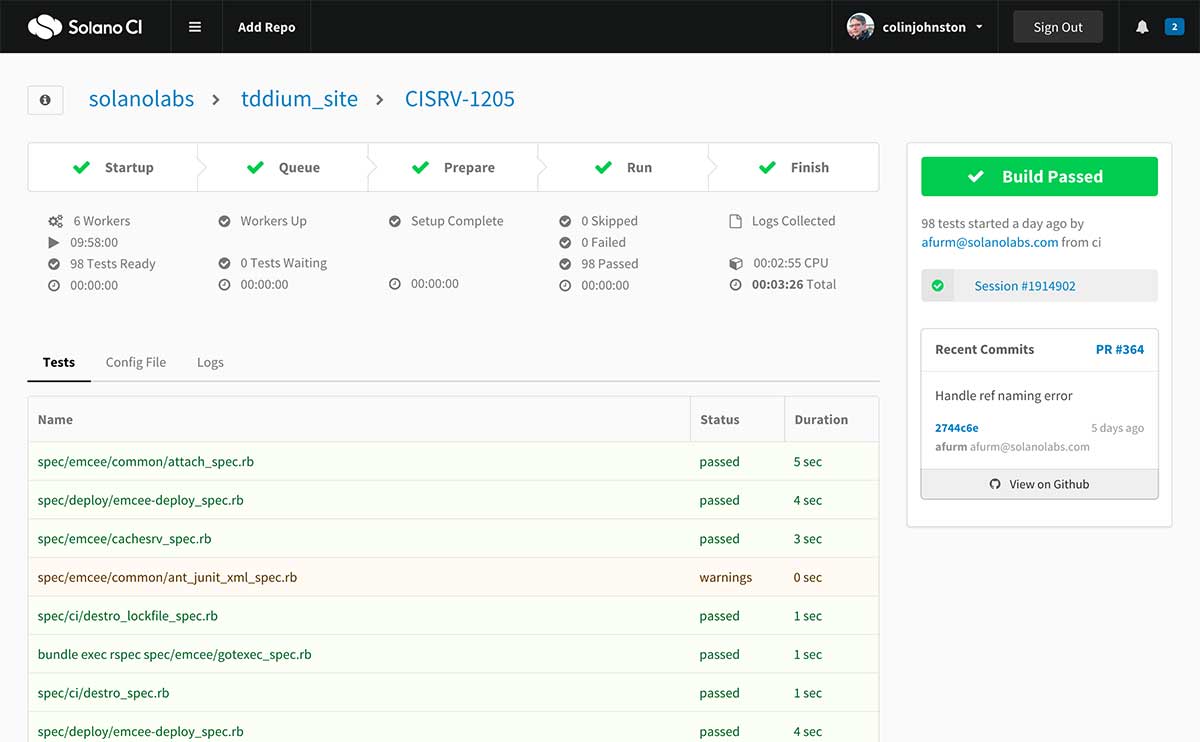 Solano CI
Add Repo
colinjohnston
Sign Out
2
solanolabs > tddium_site > CISRV-1205
Startup
Queue
Prepare
Run
Finish
6 Workers
09:58:00
98 Tests Ready
00:00:00
Workers Up
0 Tests Waiting
00:00:00
Setup Complete
00:00:00
0 Skipped
0 Failed
98 Passed
00:00:00
Logs Collected
00:02:55 CPU
00:03:26 Total
Build Passed
98 tests started a day ago by
afurm@solanolabs.com from ci
Session #1914902
Recent Commits PR #364
Handle ref naming error
2744c6e 5 days ago
afurm afurm@solanolabs.com
View on Github
Tests Config File Logs
Name Status Duration
spec/emcee/common/attach_spec.rb passed 5 sec
spec/deploy/emcee-deploy_spec.rb passed 4 sec
spec/emcee/cachesrv_spec.rb passed 3 sec
spec/emcee/common/ant_junit_xml_spec.rb warnings 0 sec
spec/ci/destro_lockfile_spec.rb passed 1 sec
bundle exec rspec spec/emcee/gotexec_spec.rb passed 1 sec
spec/ci/destro_spec.rb passed 1 sec
spec/deploy/emcee-deploy_spec.rb passed 4 sec